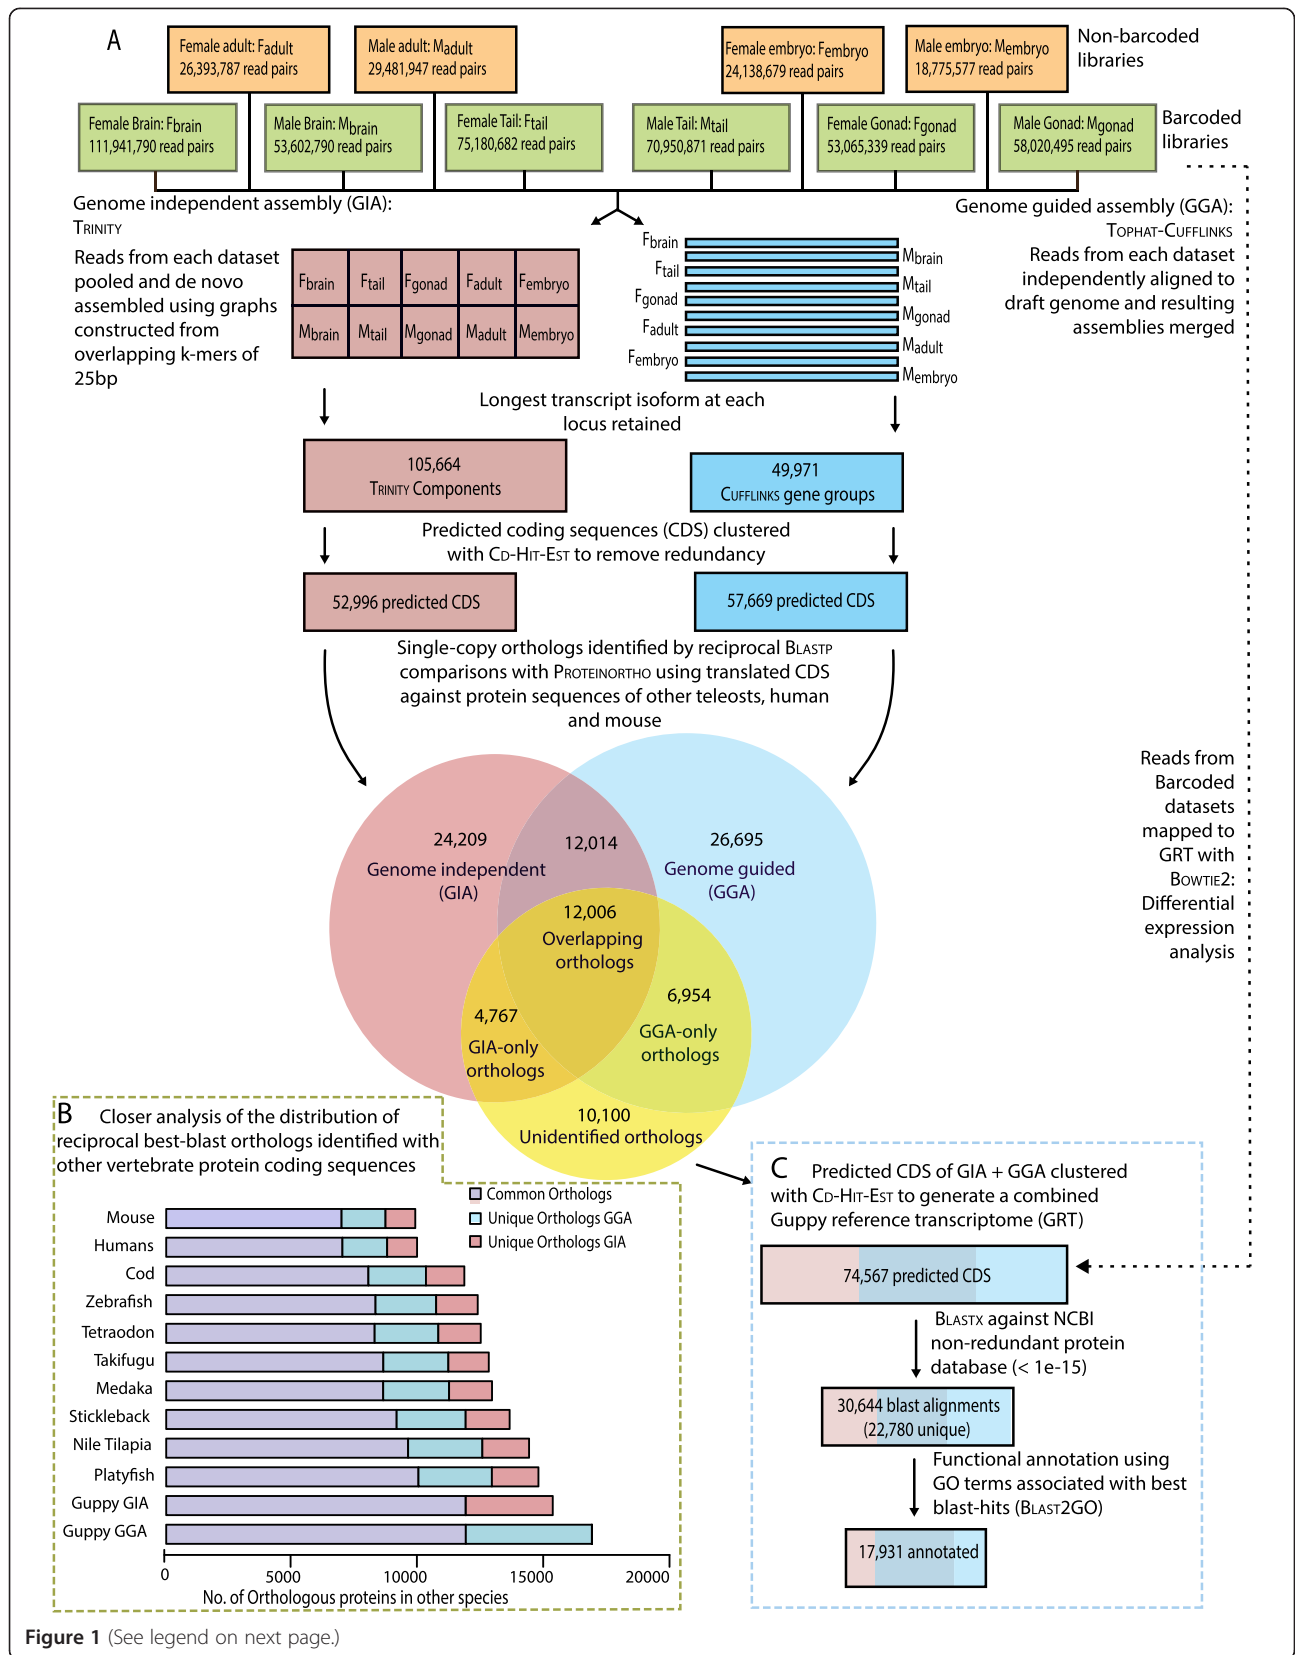 A
Female adult: Fadult
26,393,787 read pairs
Male adult: Madult
29,481,947 read pairs
Female embryo: Fembryo
24,138,679 read pairs
Male embryo: Membryo
18,775,577 read pairs
Non-barcoded
libraries
Female Brain: Fbrain
111,941,790 read pairs
Male Brain: Mbrain
53,602,790 read pairs
Female Tail: Ftail
75,180,682 read pairs
Male Tail: Mtail
70,950,871 read pairs
Female Gonad: Fgonad
53,065,339 read pairs
Male Gonad: Mgonad
58,020,495 read pairs
Barcoded
libraries
Genome independent assembly (GIA):
TRINITY
Reads from each dataset
pooled and de novo
assembled using graphs
constructed from
overlapping k-mers of
25bp
Fbrain Ftail Fgonad Fadult Fembryo
Mbrain Mtail Mgonad Madult Membryo
Fbrain
Mbrain
Ftail
Mtail
Fgonad
Mgonad
Fadult
Madult
Fembryo
Membryo
Genome guided assembly (GGA):
TOPHAT-CUFFLINKS
Reads from each dataset
independently aligned to
draft genome and resulting
assemblies merged
Longest transcript isoform at each
locus retained
105,664
TRINITY Components
49,971
CUFFLINKS gene groups
Predicted coding sequences (CDS) clustered
with CD-HIT-EST to remove redundancy
52,996 predicted CDS
57,669 predicted CDS
Single-copy orthologs identified by reciprocal BLASTP
comparisons with PROTEINORTHO using translated CDS
against protein sequences of other teleosts, human
and mouse
24,209
Genome independent
(GIA)
12,014
26,695
Genome guided
(GGA)
12,006
Overlapping
orthologs
4,767
GIA-only
orthologs
6,954
GGA-only
orthologs
10,100
Unidentified orthologs
Reads from
Barcoded
datasets
mapped to
GRT with
BOWTIE2:
Differential
expression
analysis
B Closer analysis of the distribution of
reciprocal best-blast orthologs identified with
other vertebrate protein coding sequences
Common Orthologs
Unique Orthologs GGA
Unique Orthologs GIA
Mouse
Humans
Cod
Zebrafish
Tetraodon
Takifugu
Medaka
Stickleback
Nile Tilapia
Platyfish
Guppy GIA
Guppy GGA
0 5000 10000 15000 20000
No. of Orthologous proteins in other species
C Predicted CDS of GIA + GGA clustered
with CD-HIT-EST to generate a combined
Guppy reference transcriptome (GRT)
74,567 predicted CDS
BLASTX against NCBI
non-redundant protein
database (< 1e-15)
30,644 blast alignments
(22,780 unique)
Functional annotation using
GO terms associated with best
blast-hits (BLAST2GO)
17,931 annotated
Figure 1 (See legend on next page.)